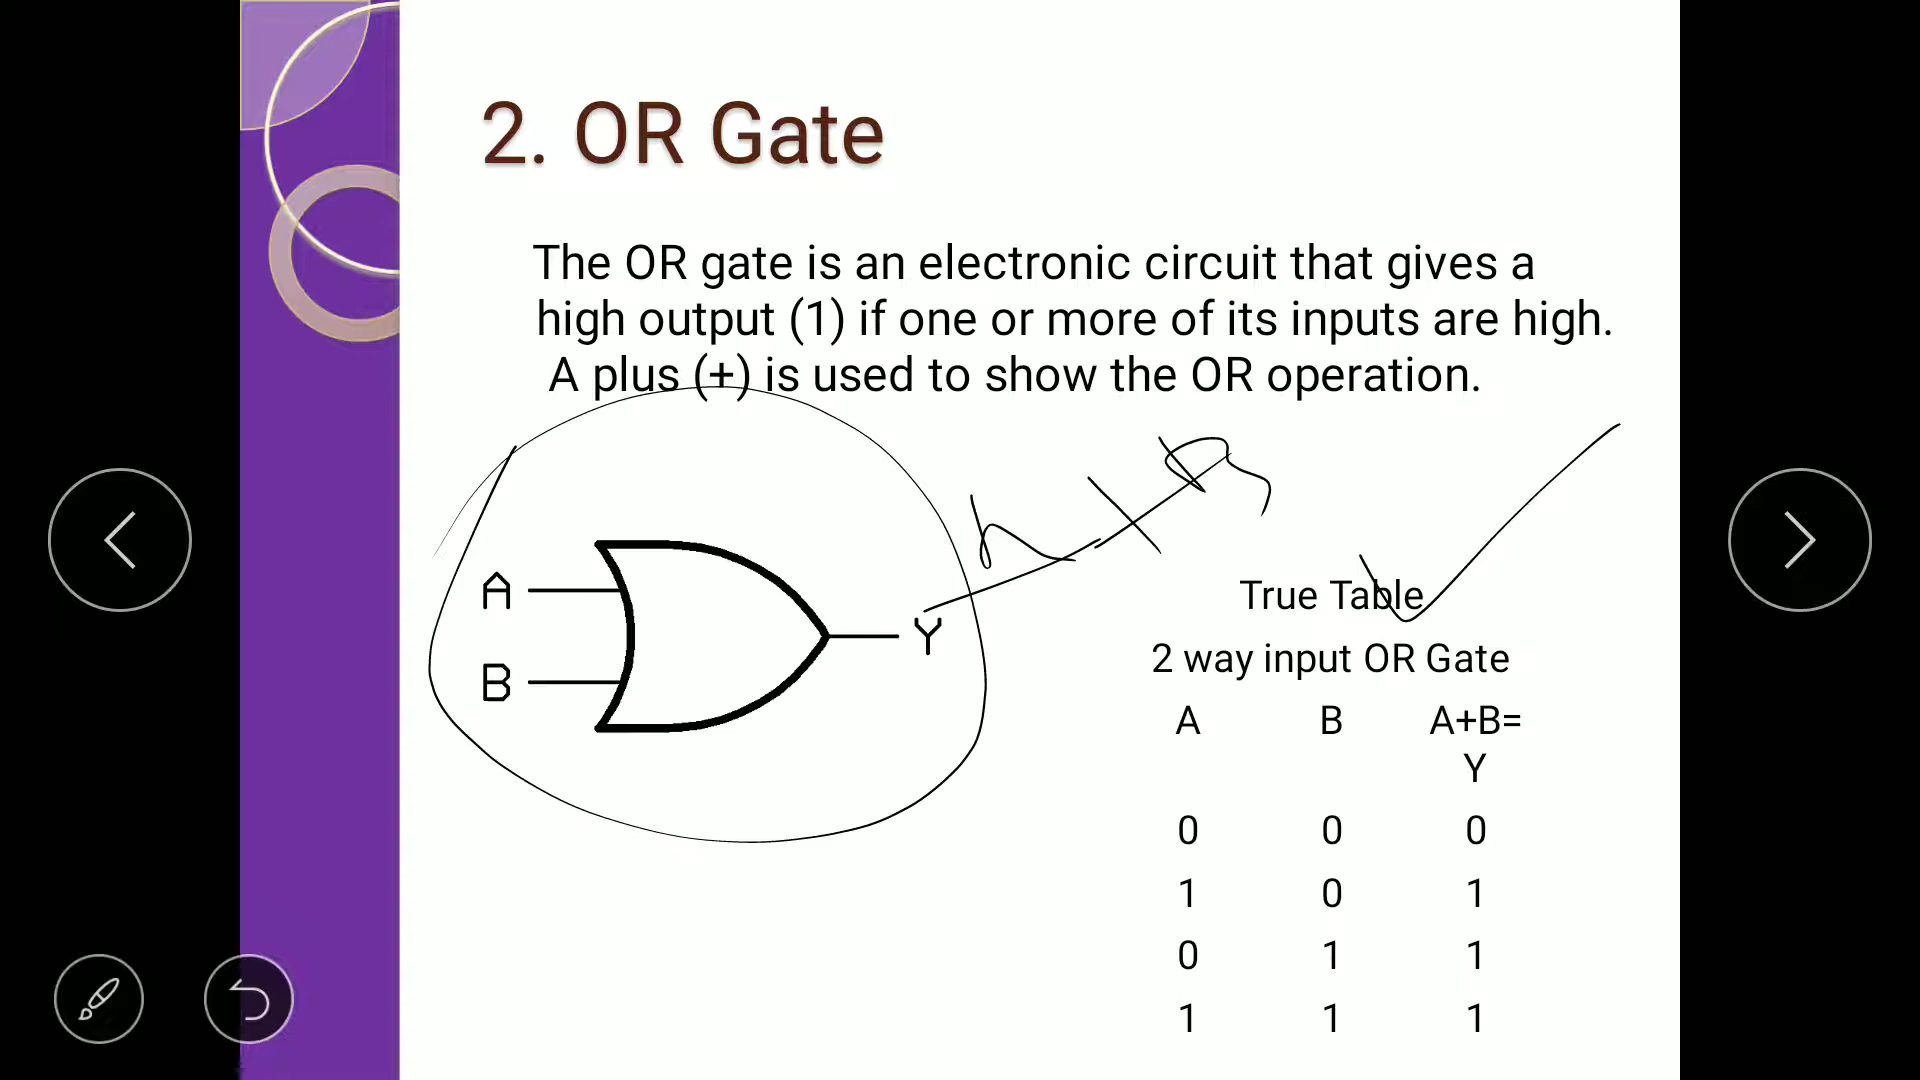 2. OR Gate
The OR gate is an electronic circuit that gives a
high output (1) if one or more of its inputs are high.
A plus (+) is used to show the OR operation.
A
B
Y
True Table
2 way input OR Gate
A B A+B=
Y
0 0 0
1 0 1
0 1 1
1 1 1